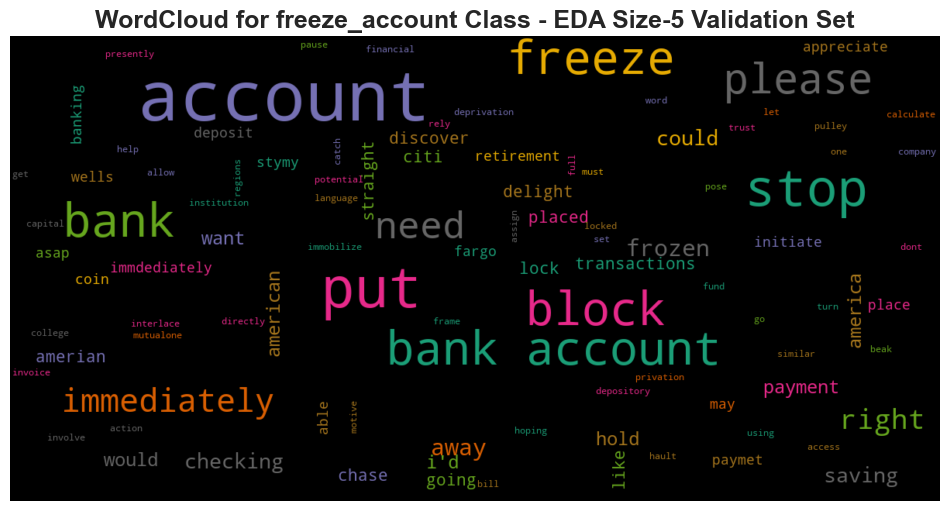 WordCloud for freeze_account Class - EDA Size-5 Validation Set
presently
pause
financial
freeze
appreciate
account
please
banking
deposit
help
allow
rely
deprivation
word
let
calculate
trust
pulley
discover
could
citi
straight
catch
retirement
full
must
one
company
get
wells
regions
stymy
potential
language
delight
pose
stop
institution
capital
bank
want
need
assign
placed
locked
set
frozen
initiate
dont
asap
immdediately
immobilize
fargo
lock
transactions
coin
american
put
block
fund
turn
go
america
place
college
interlace
mutualone
directly
frame
bank account
similar
beak
amerian
invoice
privation
depository
payment
immediately
able
motive
may
right
involve
action
hoping
using
access
away
hold
would
checking
chase
i'd
going
bill
like
hault
paymet
saving